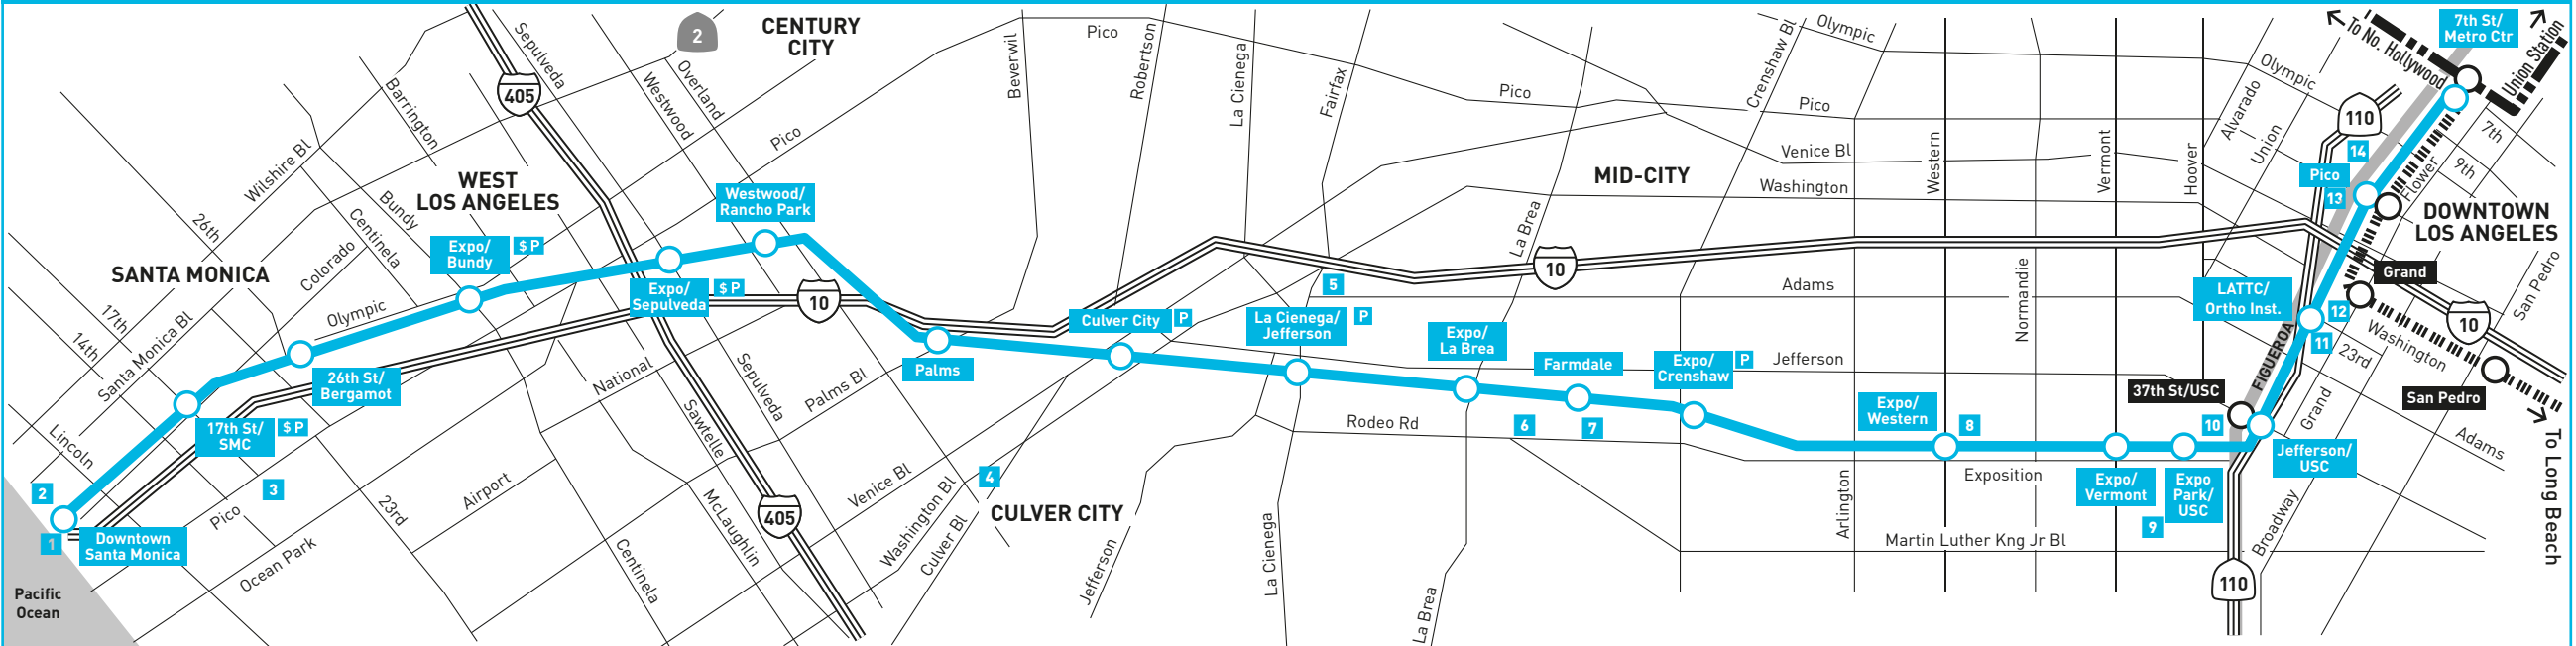 CENTURY
CITY
2
Sepulveda
405
Barrington
Westwood
Overland
Pico
Beverwil
Pico
Robertson
La Cienega
Fairfax
Pico
Crenshaw Bl
Olympic
Pico
Olympic
To No. Hollywood
7th St/
Metro Ctr
Union Station
Alvarado
Union
110
14
7th
9th
Flower
Pico
13
DOWNTOWN
LOS ANGELES
Wilshire Bl
26th
WEST
LOS ANGELES
Bundy
Centinela
Colorado
Expo/
Bundy
$ P
Westwood/
Rancho Park
MID-CITY
Venice Bl
Washington
Western
Vermont
Hoover
La Brea
10
SANTA MONICA
17th
14th
Santa Monica Bl
Olympic
Expo/
Sepulveda
$ P
10
5
Adams
Normandie
LATTC/
Ortho Inst.
Grand
San Pedro
10
12
11
Washington
23rd
FIGUEROA
Culver City
P
La Cienega/
Jefferson
P
Expo/
La Brea
Farmdale
Expo/
Crenshaw
P
Jefferson
26th St/
Bergamot
National
Palms
Palms Bl
Sepulveda
Sawtelle
37th St/USC
San Pedro
17th St/
SMC
$ P
Lincoln
Rodeo Rd
6
7
Expo/
Western
8
10
Grand
Jefferson/
USC
Adams
To Long Beach
2
3
Pico
23rd
Airport
McLaughlin
405
Venice Bl
4
Washington Bl
Culver Bl
CULVER CITY
Exposition
Arlington
Expo/
Vermont
Expo
Park/
USC
9
Broadway
1
Downtown
Santa Monica
Ocean Park
Centinela
Jefferson
La Cienega
La Brea
Martin Luther Kng Jr Bl
110
Pacific
Ocean